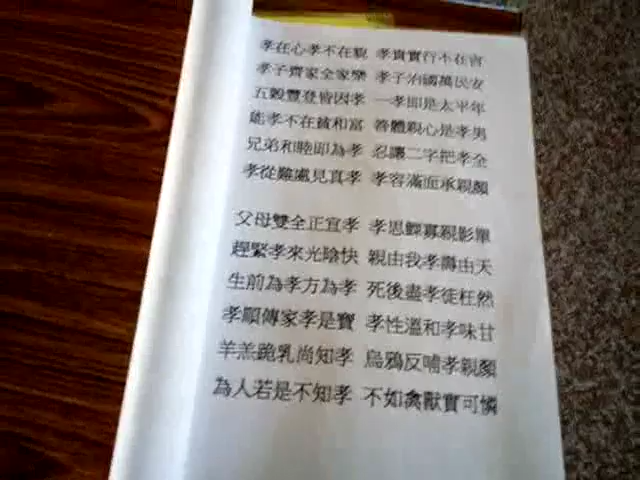 孝在心孝不在貌 孝貴實行不在言
孝子齊家全家樂 孝子治國萬民安
五穀豐登皆因孝 一孝即是太平年
能孝不在貧和富 善體親心是孝男
兄弟和睦即為孝 忍讓二字把孝全
孝從難處見真孝 孝容滿面承親顏
父母雙全正宜孝 孝思鰥寡親影單
趕緊孝來光陰快 親由我孝壽由天
生前為孝方為孝 死後盡孝徒枉然
孝順傳家孝是寶 孝性溫和孝味甘
羊羔跪乳尚知孝 烏鴉反哺孝親顏
為人若是不知孝 不如禽獸實可憐